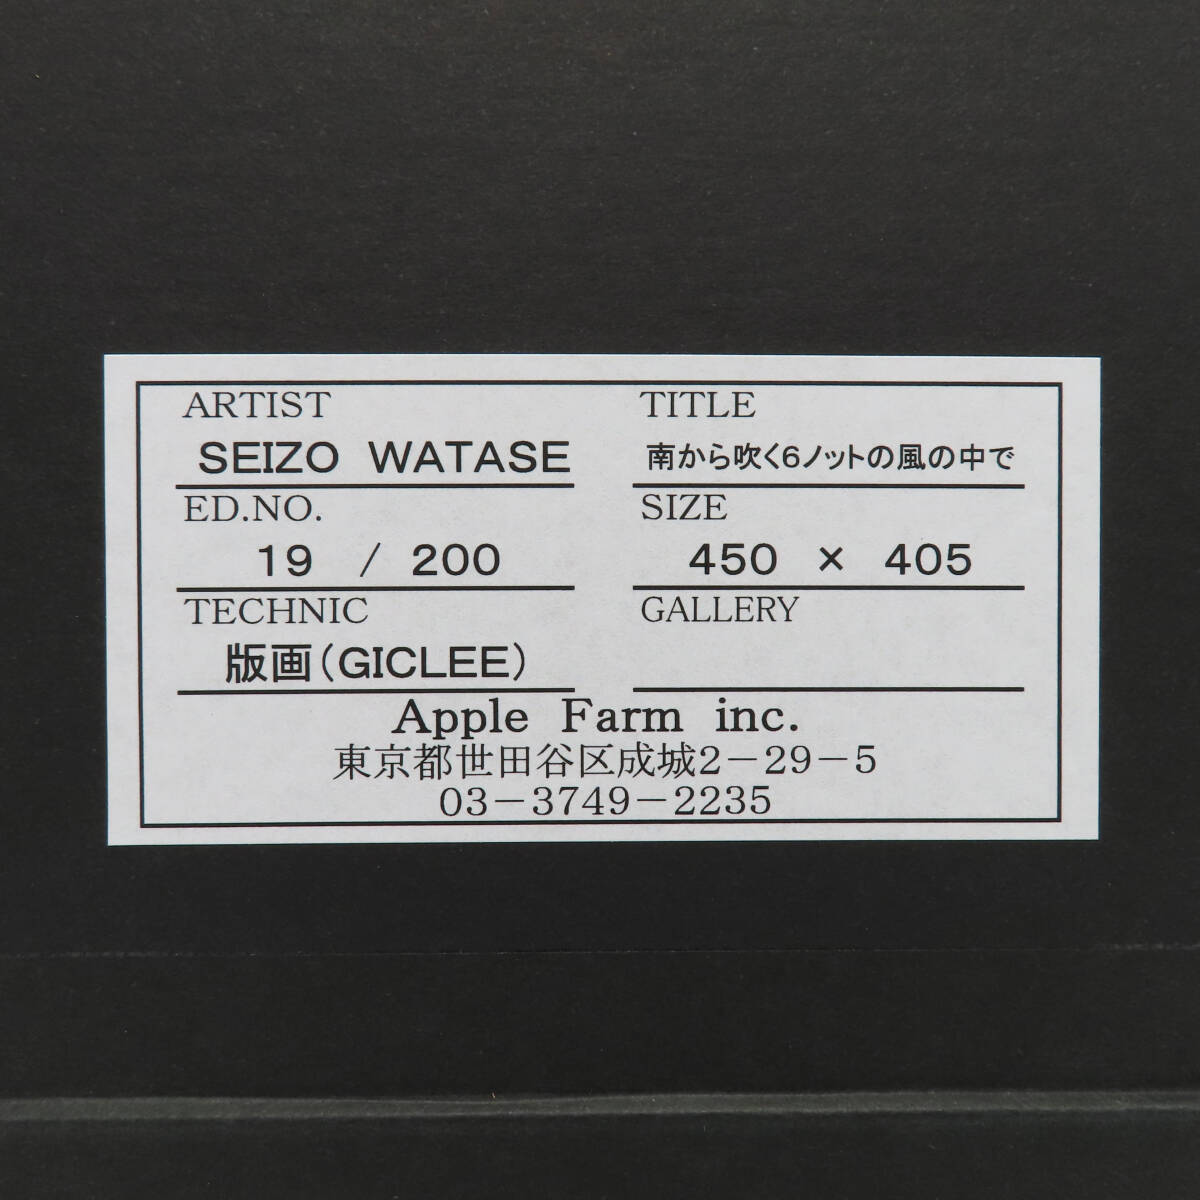 ARTIST
SEIZO WATASE
TITLE
南から吹く6ノットの風の中で
ED.NO.
19 / 200
SIZE
450 × 405
TECHNIC
版画(GICLEE)
GALLERY
Apple Farm inc.
東京都世田谷区成城2-29-5
03-3749-2235